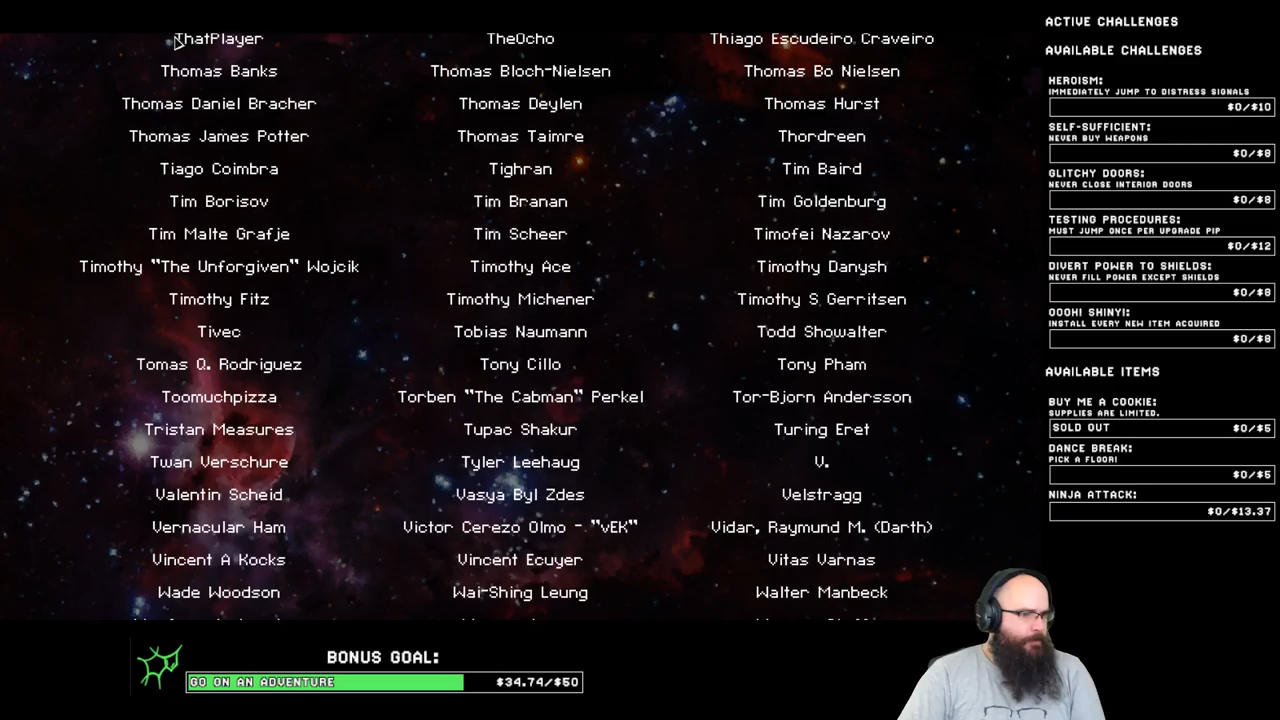 ThatPlayer TheOcho Thiago Escudeiro Craveiro
Thomas Banks Thomas Bloch-Nielsen Thomas Bo Nielsen
Thomas Daniel Bracher Thomas Deylen Thomas Hurst
Thomas James Potter Thomas Taimre Thordreen
Tiago Coimbra Tighran Tim Baird
Tim Borisov Tim Branan Tim Goldenburg
Tim Malte Grafje Tim Scheer Timofei Nazarov
Timothy "The Unforgiven" Wojcik Timothy Ace Timothy Danysh
Timothy Fitz Timothy Michener Timothy S Gerritsen
Tivec Tobias Naumann Todd Showalter
Tomas Q. Rodriguez Tony Cillo Tony Pham
Toomuchpizza Torben "The Cabman" Perkel Tor-Bjorn Andersson
Tristan Measures Tupac Shakur Turing Eret
Twan Verschure Tyler Leehaug V.
Valentin Scheid Vasya Byl Zdes Velstragg
Vernacular Ham Victor Cerezo Olmo - "vEK" Vidar, Raymund M. (Darth)
Vincent A Kocks Vincent Ecuyer Vitas Varnas
Wade Woodson Wai-Shing Leung Walter Manbeck
ACTIVE CHALLENGES
AVAILABLE CHALLENGES
HEROISM:
IMMEDIATELY JUMP TO DISTRESS SIGNALS
$0/$10
SELF-SUFFICIENT:
NEVER BUY WEAPONS
$0/$8
GLITCHY DOORS:
NEVER CLOSE INTERIOR DOORS
$0/$8
TESTING PROCEDURES:
MUST JUMP ONCE PER UPGRADE PIP
$0/$12
DIVERT POWER TO SHIELDS:
NEVER FILL POWER EXCEPT SHIELDS
$0/$8
OOOH! SHINY!:
INSTALL EVERY NEW ITEM ACQUIRED
$0/$8
AVAILABLE ITEMS
BUY ME A COOKIE:
SUPPLIES ARE LIMITED.
SOLD OUT $0/$5
DANCE BREAK:
PICK A FLOOR!
$0/$5
NINJA ATTACK:
$0/$13.37
BONUS GOAL:
GO ON AN ADVENTURE $34.74/$50